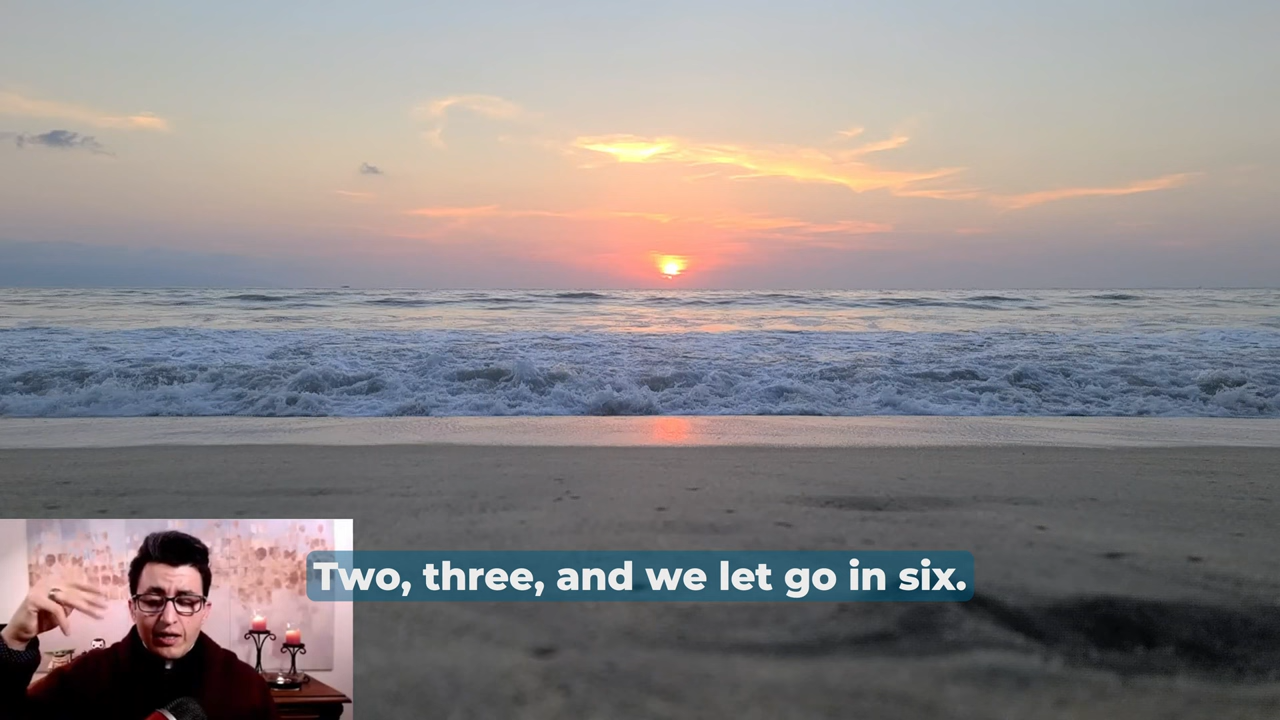 Two, three, and we let go in six.